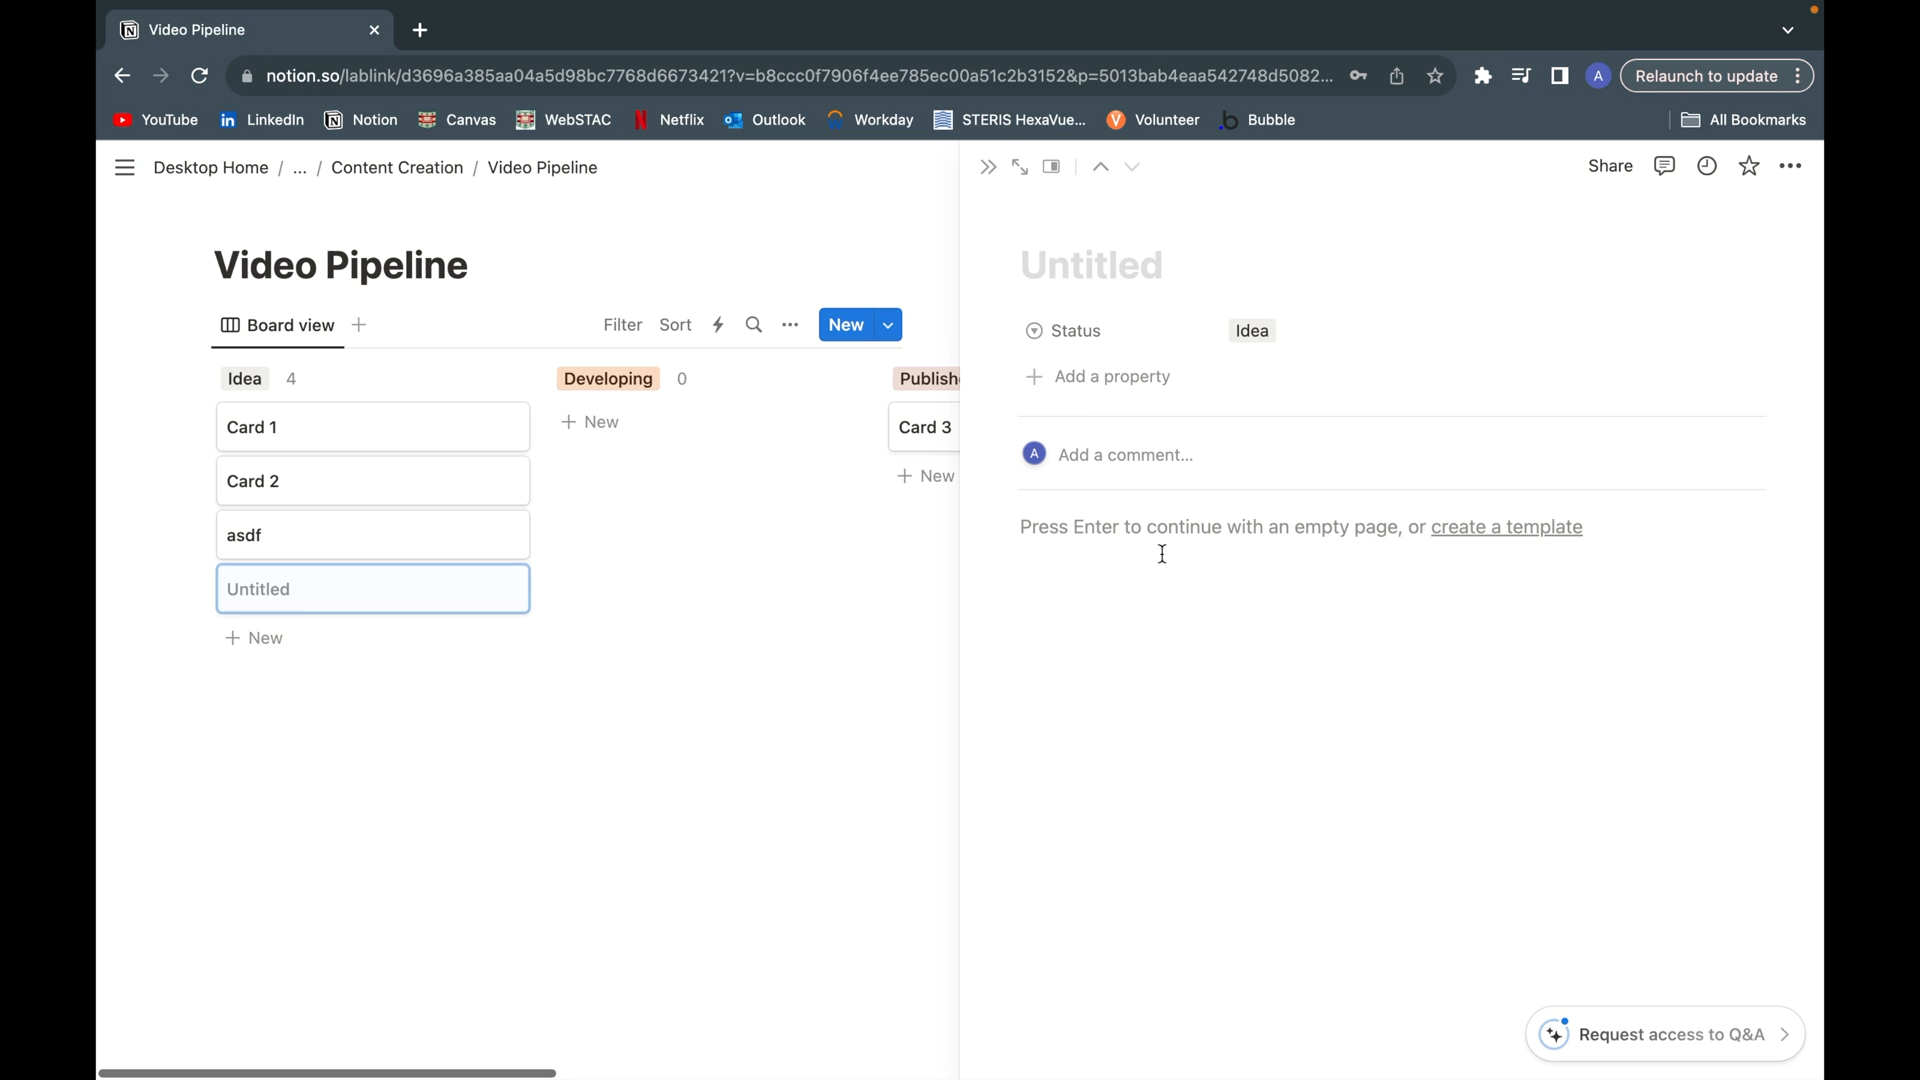 Video Pipeline
notion.so/lablink/d3696a385aa04a5d98bc7768d6673421?v=b8ccc0f7906f4ee785ec00a51c2b3152&p=5013bab4eaa542748d5082...
A
Relaunch to update
YouTube
LinkedIn
Notion
Canvas
WebSTAC
Netflix
Outlook
Workday
STERIS HexaVue...
Volunteer
Bubble
All Bookmarks
Desktop Home / ... / Content Creation / Video Pipeline
Share
Video Pipeline
Board view
Filter
Sort
New
Idea 4
Developing 0
Publish
Card 1
Card 2
asdf
Untitled
+ New
+ New
Card 3
+ New
Untitled
Status
Idea
+ Add a property
A
Add a comment...
Press Enter to continue with an empty page, or create a template
Request access to Q&A